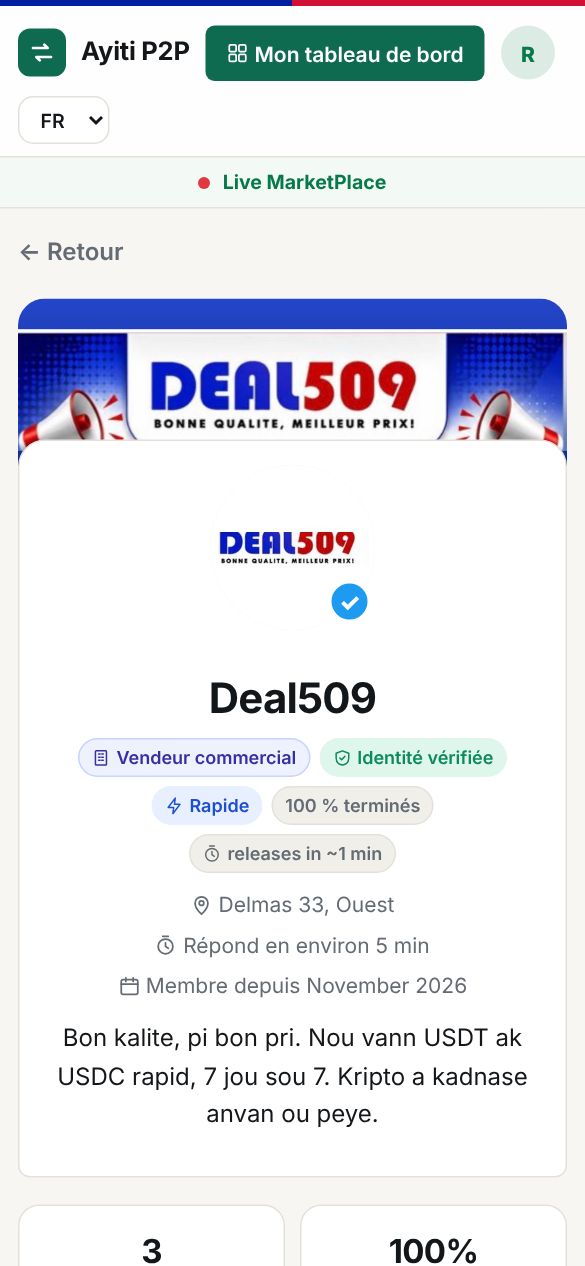 Ayiti P2P
Mon tableau de bord
R
FR
Live MarketPlace
← Retour
DEAL509
BONNE QUALITE, MEILLEUR PRIX!
DEAL509
BONNE QUALITE, MEILLEUR PRIX!
Deal509
Vendeur commercial
Identité vérifiée
Rapide
100 % terminés
releases in ~1 min
Delmas 33, Ouest
Répond en environ 5 min
Membre depuis November 2026
Bon kalite, pi bon pri. Nou vann USDT ak
USDC rapid, 7 jou sou 7. Kripto a kadnase
anvan ou peye.
3
100%